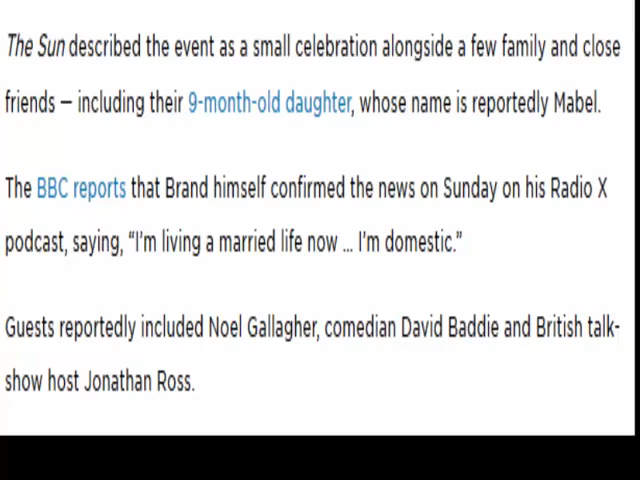 The Sun described the event as a small celebration alongside a few family and close
friends — including their 9-month-old daughter, whose name is reportedly Mabel.
The BBC reports that Brand himself confirmed the news on Sunday on his Radio X
podcast, saying, “I’m living a married life now ... I’m domestic.”
Guests reportedly included Noel Gallagher, comedian David Baddie and British talk-
show host Jonathan Ross.